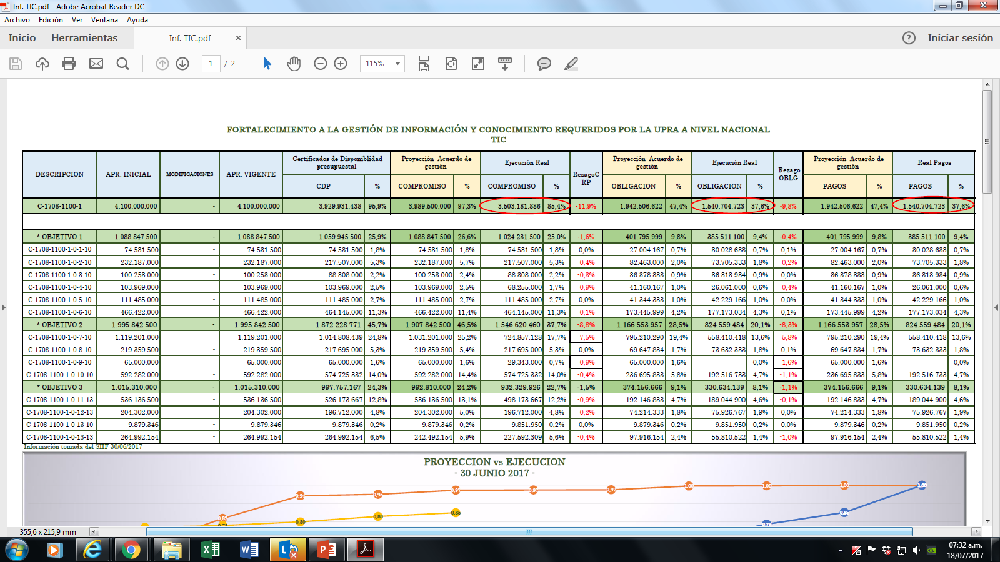 Inf. TIC.pdf - Adobe Acrobat Reader DC
Archivo Edición Ver Ventana Ayuda
Inicio Herramientas Inf. TIC.pdf × Iniciar sesión
1 / 2 115%
FORTALECIMIENTO A LA GESTIÓN DE INFORMACIÓN Y CONOCIMIENTO REQUERIDOS POR LA UPRA A NIVEL NACIONAL
TIC
DESCRIPCION APR. INICIAL MODIFICACIONES APR. VIGENTE Certificados de Disponiblidad presupuestal Proyección Acuerdo de gestión Ejecución Real RezagoCRP Proyección Acuerdo de gestión Ejecución Real Rezago OBLG Proyección Acuerdo de gestión Real Pagos
CDP % COMPROMISO % COMPROMISO % OBLIGACION % OBLIGACION % PAGOS % PAGOS %
C-1708-1100-1 4.100.000.000 - 4.100.000.000 3.929.931.438 95,9% 3.989.500.000 97,3% 3.503.181.886 85,4% -11,9% 1.942.506.622 47,4% 1.540.704.723 37,6% -9,8% 1.942.506.622 47,4% 1.540.704.723 37,6%
* OBJETIVO 1 1.088.847.500 - 1.088.847.500 1.059.945.500 25,9% 1.088.847.500 26,6% 1.024.231.500 25,0% -1,6% 401.795.999 9,8% 385.511.100 9,4% -0,4% 401.795.999 9,8% 385.511.100 9,4%
C-1708-1100-1-0-1-10 74.531.500 - 74.531.500 74.531.500 1,8% 74.531.500 1,8% 74.531.500 1,8% 0,0% 27.004.167 0,7% 30.028.633 0,7% 0,1% 27.004.167 0,7% 30.028.633 0,7%
C-1708-1100-1-0-2-10 232.187.000 - 232.187.000 217.507.000 5,3% 232.187.000 5,7% 217.507.000 5,3% -0,4% 82.463.000 2,0% 73.705.333 1,8% -0,2% 82.463.000 2,0% 73.705.333 1,8%
C-1708-1100-1-0-3-10 100.253.000 - 100.253.000 88.308.000 2,2% 100.253.000 2,4% 88.308.000 2,2% -0,3% 36.378.333 0,9% 36.313.934 0,9% 0,0% 36.378.333 0,9% 36.313.934 0,9%
C-1708-1100-1-0-4-10 103.969.000 - 103.969.000 103.969.000 2,5% 103.969.000 2,5% 68.255.000 1,7% -0,9% 41.160.167 1,0% 26.061.000 0,6% -0,4% 41.160.167 1,0% 26.061.000 0,6%
C-1708-1100-1-0-5-10 111.485.000 - 111.485.000 111.485.000 2,7% 111.485.000 2,7% 111.485.000 2,7% 0,0% 41.344.333 1,0% 42.229.166 1,0% 0,0% 41.344.333 1,0% 42.229.166 1,0%
C-1708-1100-1-0-6-10 466.422.000 - 466.422.000 464.145.000 11,3% 466.422.000 11,4% 464.145.000 11,3% -0,1% 173.445.999 4,2% 177.173.034 4,3% 0,1% 173.445.999 4,2% 177.173.034 4,3%
* OBJETIVO 2 1.995.842.500 - 1.995.842.500 1.872.228.771 45,7% 1.907.842.500 46,5% 1.546.620.460 37,7% -8,8% 1.166.553.957 28,5% 824.559.484 20,1% -8,3% 1.166.553.957 28,5% 824.559.484 20,1%
C-1708-1100-1-0-7-10 1.119.201.000 - 1.119.201.000 1.014.808.439 24,8% 1.031.201.000 25,2% 724.857.128 17,7% -7,5% 795.210.290 19,4% 558.410.418 13,6% -5,8% 795.210.290 19,4% 558.410.418 13,6%
C-1708-1100-1-0-8-10 219.359.500 - 219.359.500 217.695.000 5,3% 219.359.500 5,4% 217.695.000 5,3% 0,0% 69.647.834 1,7% 73.632.333 1,8% 0,1% 69.647.834 1,7% 73.632.333 1,8%
C-1708-1100-1-0-9-10 65.000.000 - 65.000.000 65.000.000 1,6% 65.000.000 1,6% 29.343.000 0,7% -0,9% 65.000.000 1,6% - 0,0% -1,6% 65.000.000 1,6% - 0,0%
C-1708-1100-1-0-10-10 592.282.000 - 592.282.000 574.725.332 14,0% 592.282.000 14,4% 574.725.332 14,0% -0,4% 236.695.833 5,8% 192.516.733 4,7% -1,1% 236.695.833 5,8% 192.516.733 4,7%
* OBJETIVO 3 1.015.310.000 - 1.015.310.000 997.757.167 24,3% 992.810.000 24,2% 932.329.926 22,7% -1,5% 374.156.666 9,1% 330.634.139 8,1% -1,1% 374.156.666 9,1% 330.634.139 8,1%
C-1708-1100-1-0-11-13 536.136.500 - 536.136.500 526.173.667 12,8% 536.136.500 13,1% 498.173.667 12,2% -0,9% 192.146.833 4,7% 189.044.900 4,6% -0,1% 192.146.833 4,7% 189.044.900 4,6%
C-1708-1100-1-0-12-13 204.302.000 - 204.302.000 196.712.000 4,8% 204.302.000 5,0% 196.712.000 4,8% -0,2% 74.214.333 1,8% 75.926.767 1,9% 0,0% 74.214.333 1,8% 75.926.767 1,9%
C-1708-1100-1-0-13-10 9.879.346 - 9.879.346 9.879.346 0,2% 9.879.346 0,2% 9.851.950 0,2% 0,0% 9.879.346 0,2% 9.851.950 0,2% 0,0% 9.879.346 0,2% 9.851.950 0,2%
C-1708-1100-1-0-13-13 264.992.154 - 264.992.154 264.992.154 6,5% 242.492.154 5,9% 227.592.309 5,6% -0,4% 97.916.154 2,4% 55.810.522 1,4% -1,0% 97.916.154 2,4% 55.810.522 1,4%
Información tomada del SIIF 30/06/2017
PROYECCION vs EJECUCION
- 30 JUNIO 2017 -
0,97 0,97 0,97 1,00 1,00 1,00 1,00
0,82 0,80 0,83 0,85
355,6 x 215,9 mm
07:32 a.m.
18/07/2017